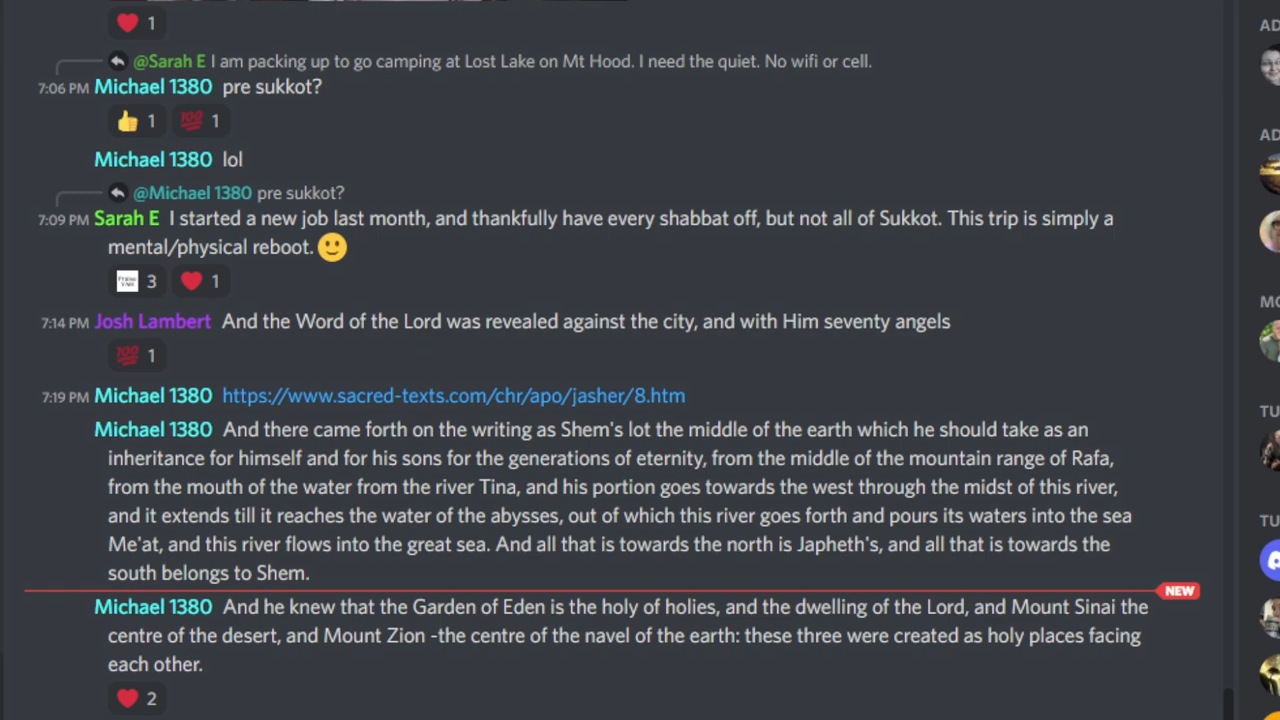 1
@Sarah E I am packing up to go camping at Lost Lake on Mt Hood. I need the quiet. No wifi or cell.
7:06 PM Michael 1380 pre sukkot?
1 1
Michael 1380 lol
@Michael 1380 pre sukkot?
7:09 PM Sarah E I started a new job last month, and thankfully have every shabbat off, but not all of Sukkot. This trip is simply a
mental/physical reboot. 🙂
3 1
7:14 PM Josh Lambert And the Word of the Lord was revealed against the city, and with Him seventy angels
1
7:19 PM Michael 1380 https://www.sacred-texts.com/chr/apo/jasher/8.htm
Michael 1380 And there came forth on the writing as Shem's lot the middle of the earth which he should take as an
inheritance for himself and for his sons for the generations of eternity, from the middle of the mountain range of Rafa,
from the mouth of the water from the river Tina, and his portion goes towards the west through the midst of this river,
and it extends till it reaches the water of the abysses, out of which this river goes forth and pours its waters into the sea
Me'at, and this river flows into the great sea. And all that is towards the north is Japheth's, and all that is towards the
south belongs to Shem.
NEW
Michael 1380 And he knew that the Garden of Eden is the holy of holies, and the dwelling of the Lord, and Mount Sinai the
centre of the desert, and Mount Zion -the centre of the navel of the earth: these three were created as holy places facing
each other.
2
AD
AD
MO
TU
TU